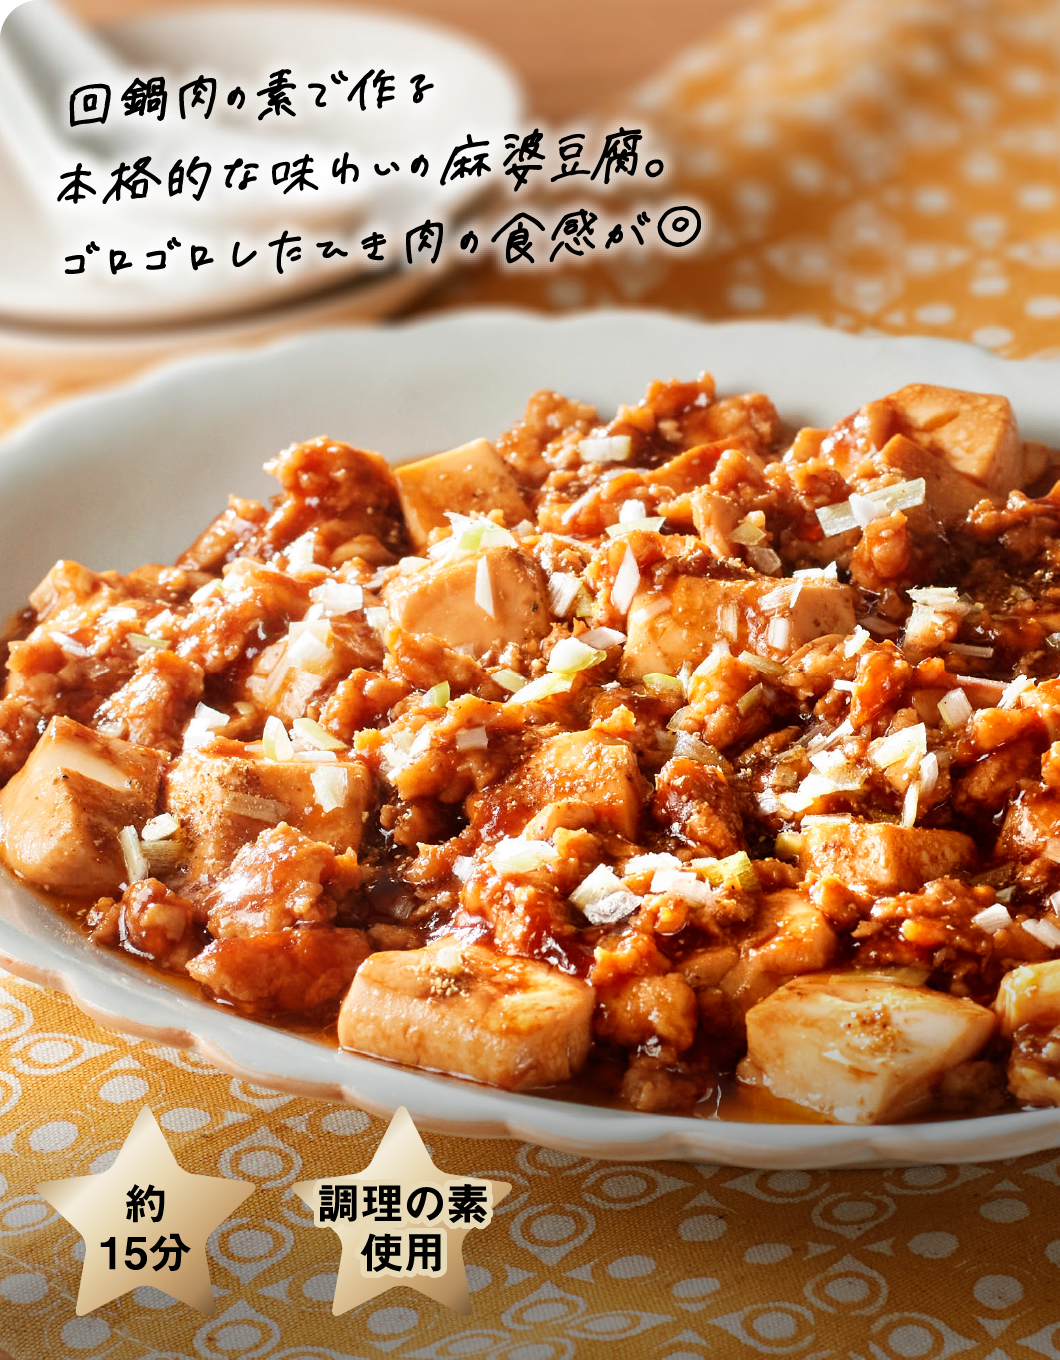 回鍋肉の素で作る
本格的な味わいの麻婆豆腐。
ゴロゴロしたひき肉の食感が◎
約
15分
調理の素
使用